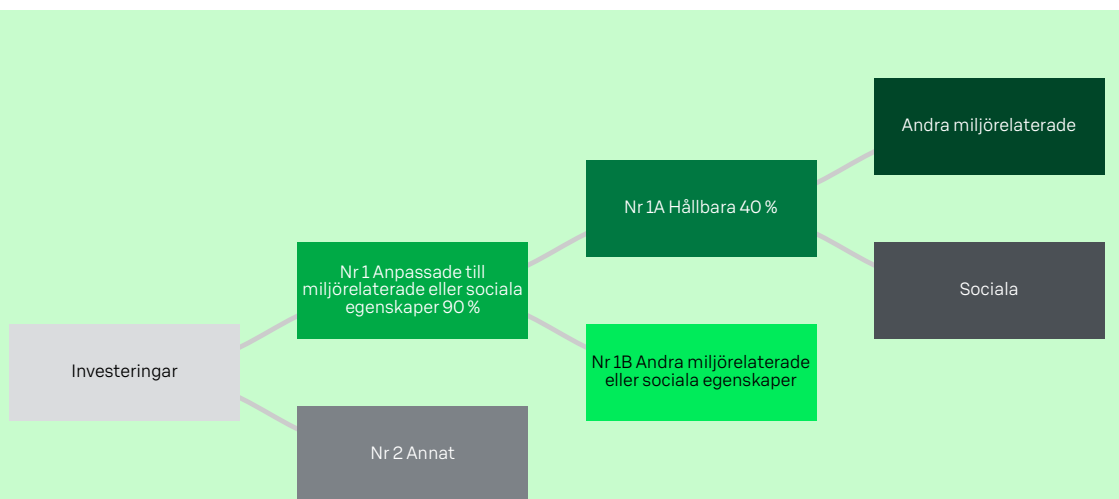 Andra miljörelaterade
Nr 1A Hållbara 40 %
Nr 1 Anpassade till
miljörelaterade eller sociala
egenskaper 90 %
Sociala
Investeringar
Nr 1B Andra miljörelaterade
eller sociala egenskaper
Nr 2 Annat